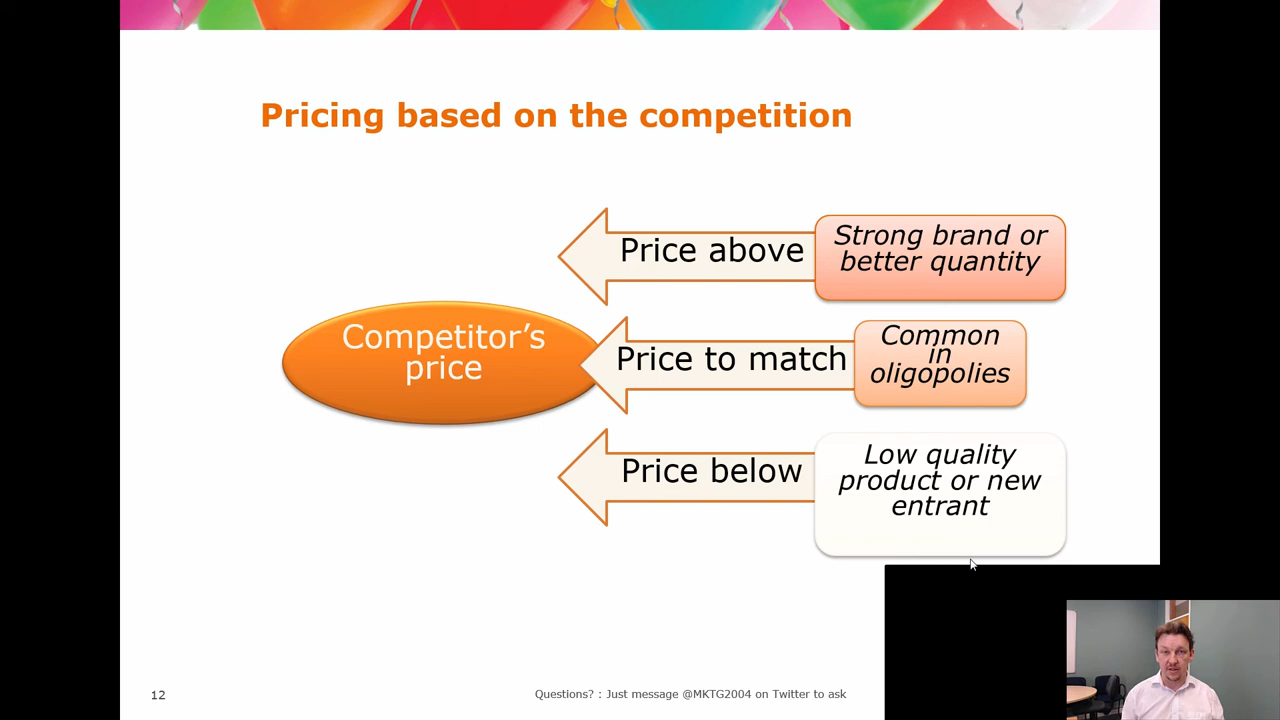 Pricing based on the competition
Price above
Strong brand or
better quantity
Competitor’s
price
Price to match
Common
in
oligopolies
Price below
Low quality
product or new
entrant
12
Questions? : Just message @MKTG2004 on Twitter to ask